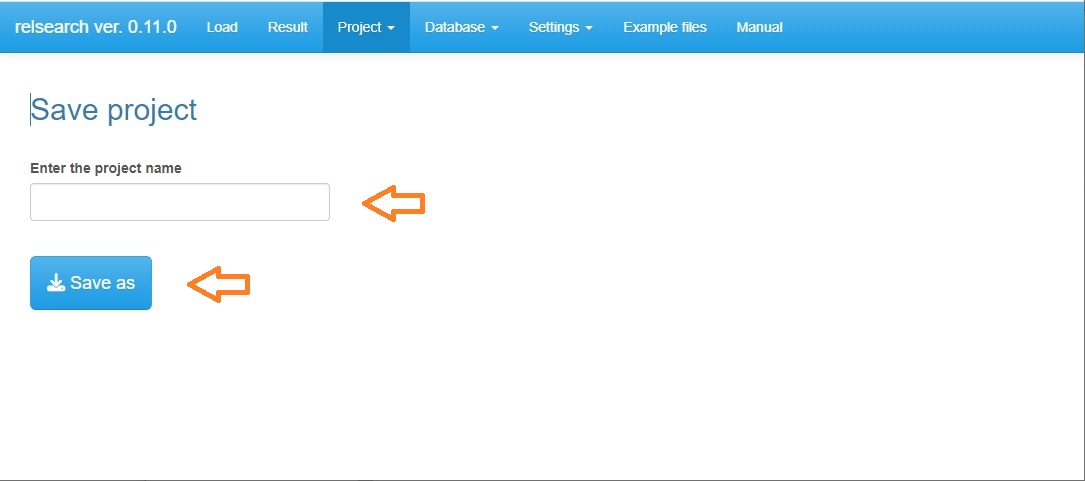 relsearch ver. 0.11.0 Load Result Project Database Settings Example files Manual
Save project
Enter the project name
Save as